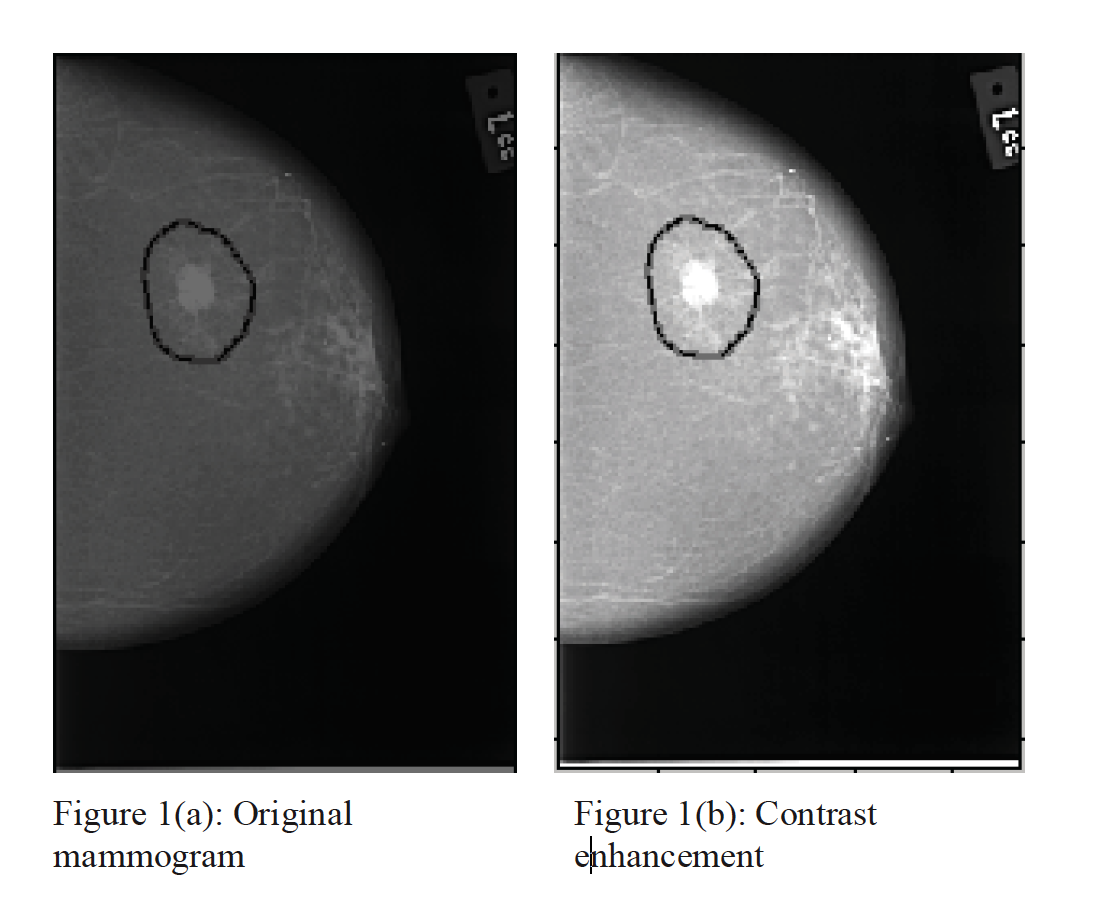 Figure 1(a): Original
mammogram
Figure 1(b): Contrast
enhancement